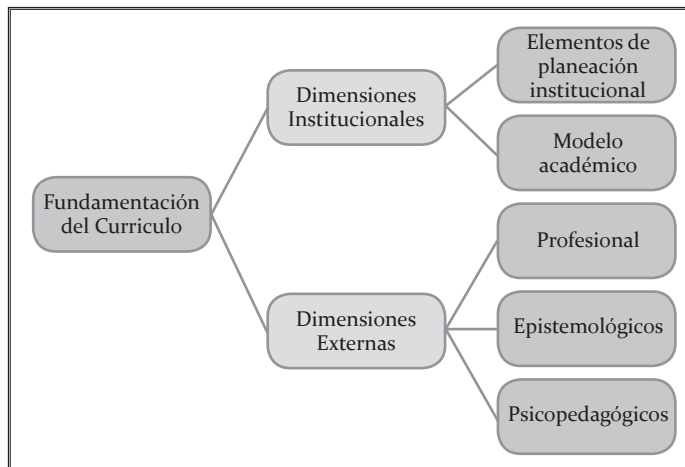 Fundamentación
del Curriculo
Dimensiones
Institucionales
Elementos de
planeación
institucional
Modelo
académico
Dimensiones
Externas
Profesional
Epistemológicos
Psicopedagógicos